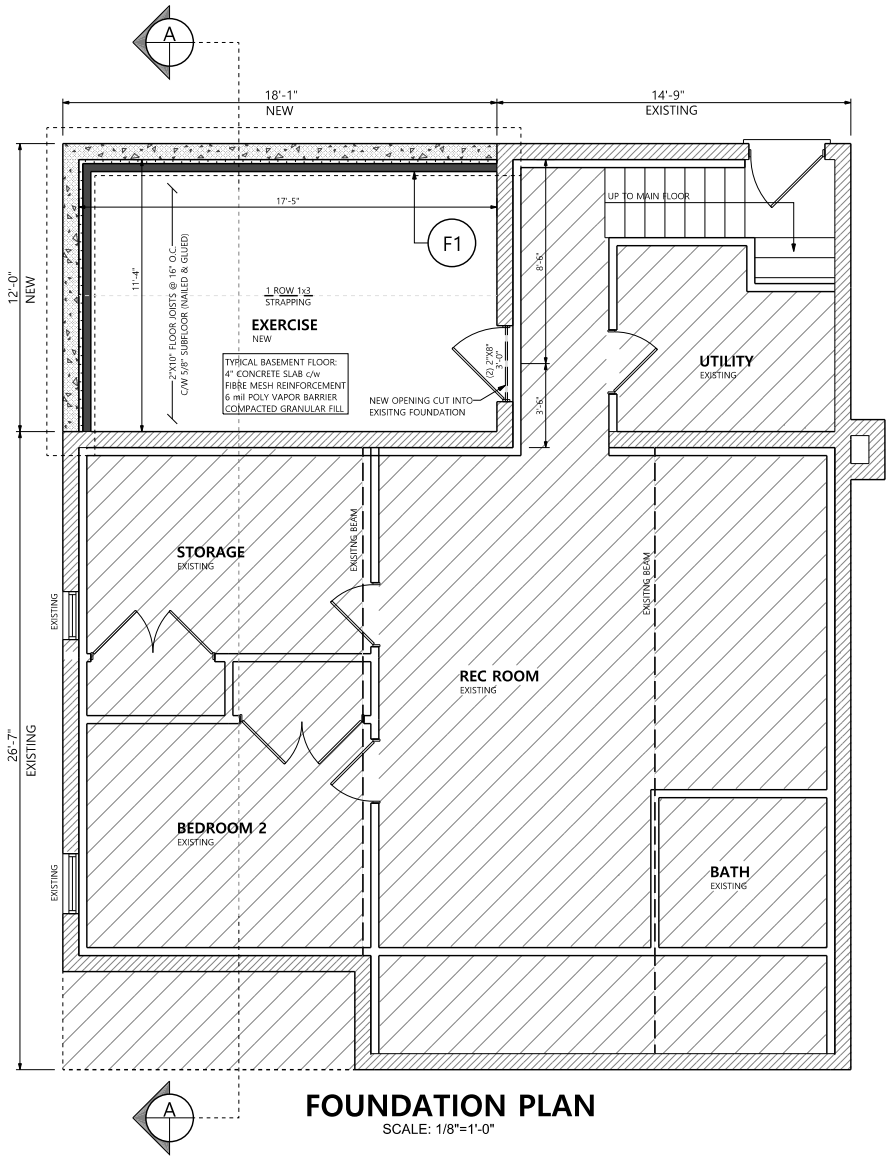 A
18'-1"
NEW
14'-9"
EXISTING
12'-0"
NEW
17'-5"
UP TO MAIN FLOOR
F1
11'-4"
2"X10" FLOOR JOISTS @ 16" O.C.
C/W 5/8" SUBFLOOR (NAILED & GLUED)
8'-6"
1 ROW 1x3
STRAPPING
EXERCISE
NEW
(2) 2"X8"
3'-0"
UTILITY
EXISTING
TYPICAL BASEMENT FLOOR:
4" CONCRETE SLAB c/w
FIBRE MESH REINFORCEMENT
6 mil POLY VAPOR BARRIER
COMPACTED GRANULAR FILL
NEW OPENING CUT INTO
EXISITNG FOUNDATION
3'-6"
STORAGE
EXISTING
EXISITNG BEAM
EXISITNG BEAM
EXISTING
REC ROOM
EXISTING
26'-7"
EXISTING
BEDROOM 2
EXISTING
EXISTING
BATH
EXISTING
A
FOUNDATION PLAN
SCALE: 1/8"=1'-0"